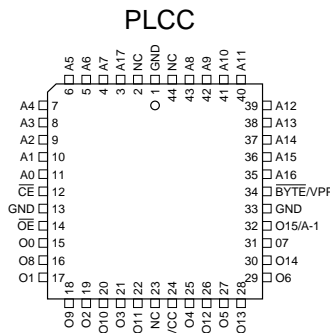 PLCC
A5 A6 A4 A17 NC GND NC A8 A9 A10 A11
6 5 4 3 2 1 44 43 42 41 40
A4 7 39 A12
A3 8 38 A13
A2 9 37 A14
A1 10 36 A15
A0 11 35 A16
CE 12 34 BYTE/VPP
GND 13 33 GND
OE 14 32 O15/A-1
O0 15 31 07
O8 16 30 O14
O1 17 29 O6
18 19 20 21 22 23 24 25 26 27 28
O9 O2 O10 O3 O11 NC VCC O4 O12 O5 O13